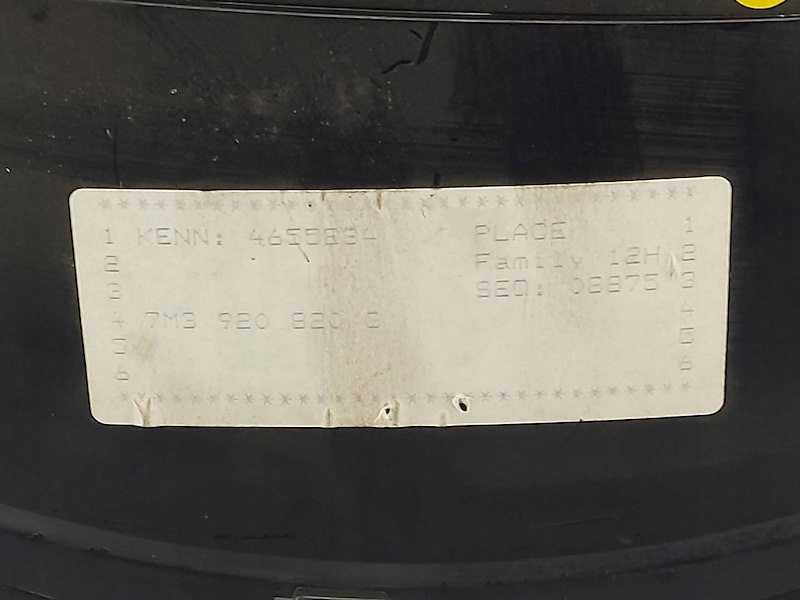 * * * * * * * * * * * * * * * * * * * * * * * * * * * * * * * * * * * * * * * *
1 KENN: 4655834 PLACE 1
2 Family 12H 2
3 SEQ: 08875 3
4 7M3 920 820 G 4
5 5
6 6
* * * * * * * * * * * * * * * * * * * * * * * * * * * * * * * * * * * * * * * *